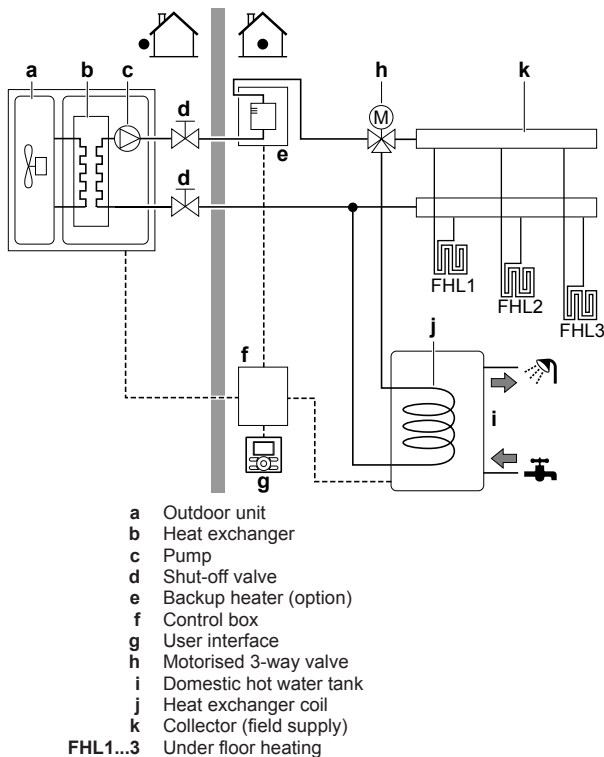 a b c d h k
M
e
d
FHL1
FHL2
FHL3
f j
i
g
a Outdoor unit
b Heat exchanger
c Pump
d Shut-off valve
e Backup heater (option)
f Control box
g User interface
h Motorised 3-way valve
i Domestic hot water tank
j Heat exchanger coil
k Collector (field supply)
FHL1...3 Under floor heating